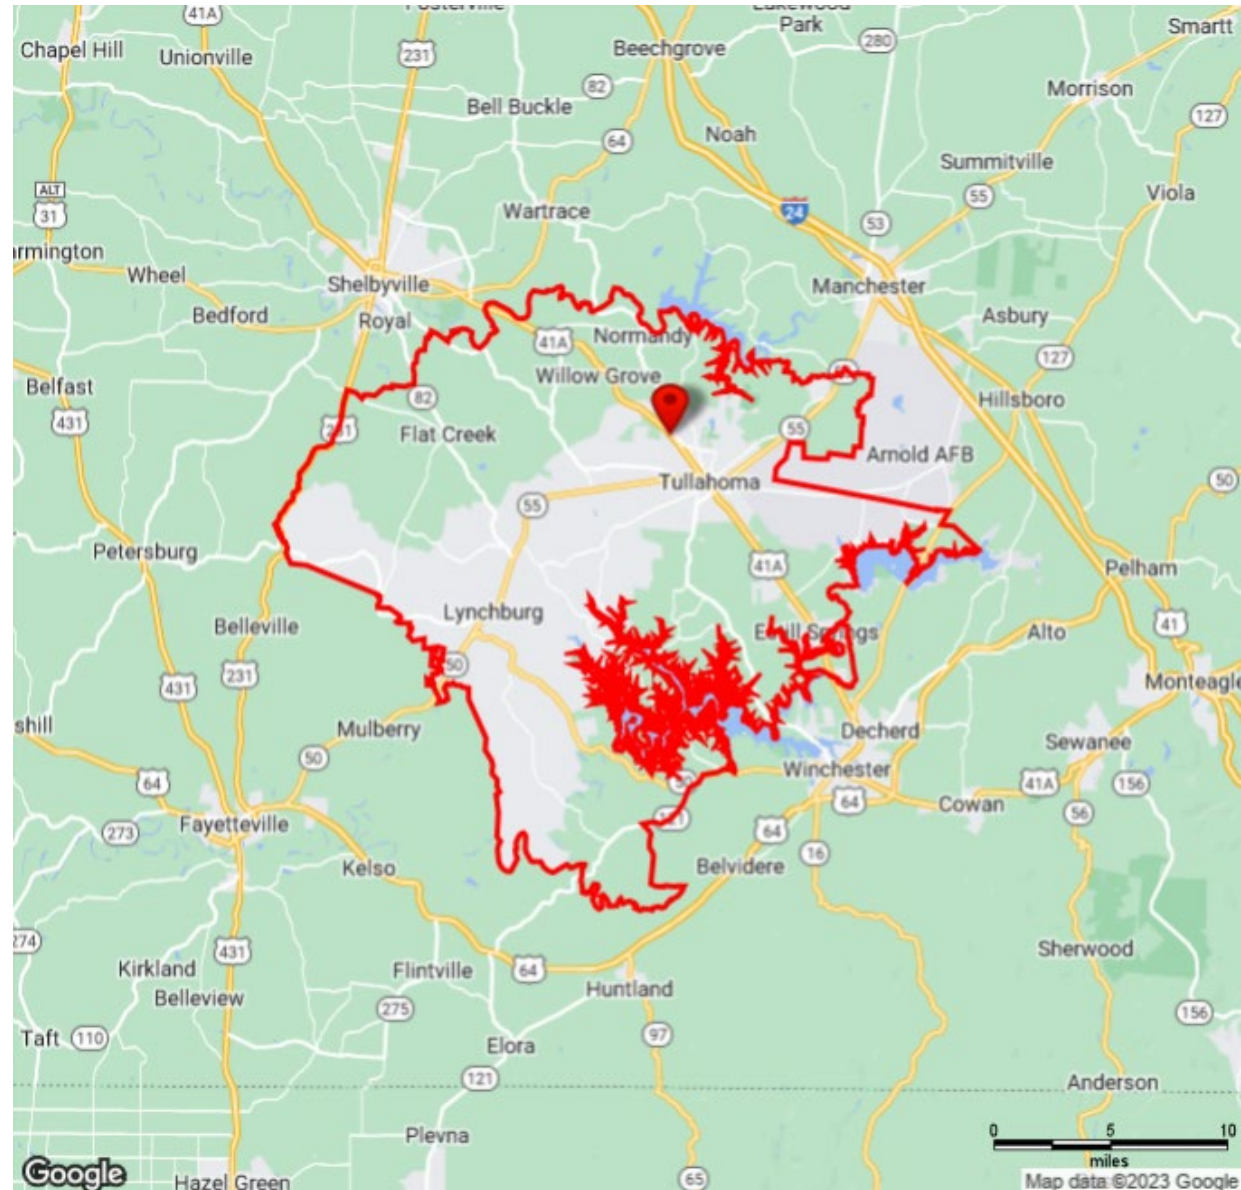 41A
Chapel Hill
Unionville
231
Park
280
Smartt
Beechgrove
82
Bell Buckle
Morrison
127
Noah
64
Summitville
ALT
31
Wartrace
24
53
55
Viola
Wheel
Shelbyville
Manchester
Bedford
Royal
Normandy
Asbury
41A
127
Belfast
Willow Grove
431
82
Hillsboro
Flat Creek
55
Arnold AFB
231
Tullahoma
50
55
Petersburg
41A
Pelham
Lynchburg
Belleville
Alto
41
50
231
431
Monteagle
Mulberry
Decherd
Sewanee
50
64
Winchester
41A
156
64
Cowan
56
Fayetteville
273
64
16
Kelso
Belvidere
431
Sherwood
Kirkland
Flintville
64
Belleview
275
Huntland
156
Taft
110
Elora
97
121
Anderson
Plevna
0 5 10
miles
Google
Hazel Green
65
Map data ©2023 Google